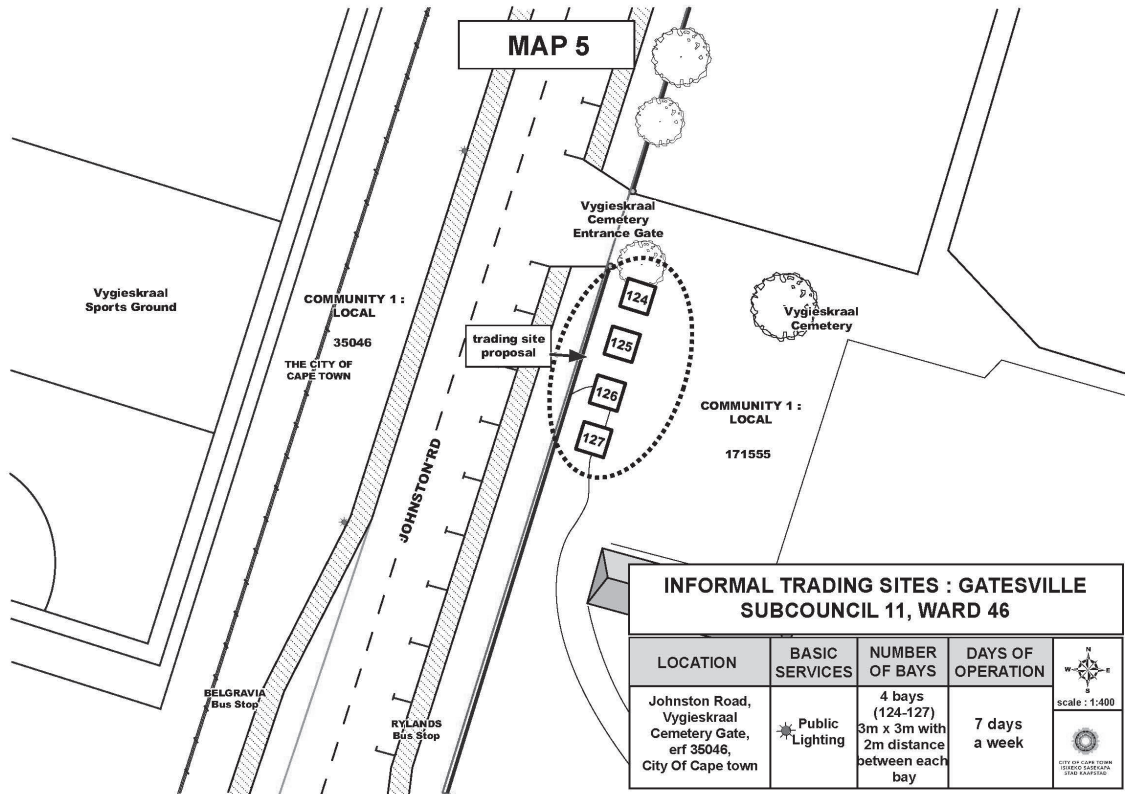 MAP 5
Vygieskraal
Cemetery
Entrance Gate
Vygieskraal
Sports Ground
COMMUNITY 1 :
LOCAL
35046
THE CITY OF
CAPE TOWN
trading site
proposal
124
125
126
127
Vygieskraal
Cemetery
COMMUNITY 1 :
LOCAL
171555
JOHNSTON RD
BELGRAVIA
Bus Stop
RYLANDS
Bus Stop
INFORMAL TRADING SITES : GATESVILLE
SUBCOUNCIL 11, WARD 46
LOCATION
BASIC
SERVICES
NUMBER
OF BAYS
DAYS OF
OPERATION
Johnston Road,
Vygieskraal
Cemetery Gate,
erf 35046,
City Of Cape town
Public
Lighting
4 bays
(124-127)
3m x 3m with
2m distance
between each
bay
7 days
a week
N
W
E
S
scale : 1:400
CITY OF CAPE TOWN
ISIXEKO SASEKAPA
STAD KAAPSTAD